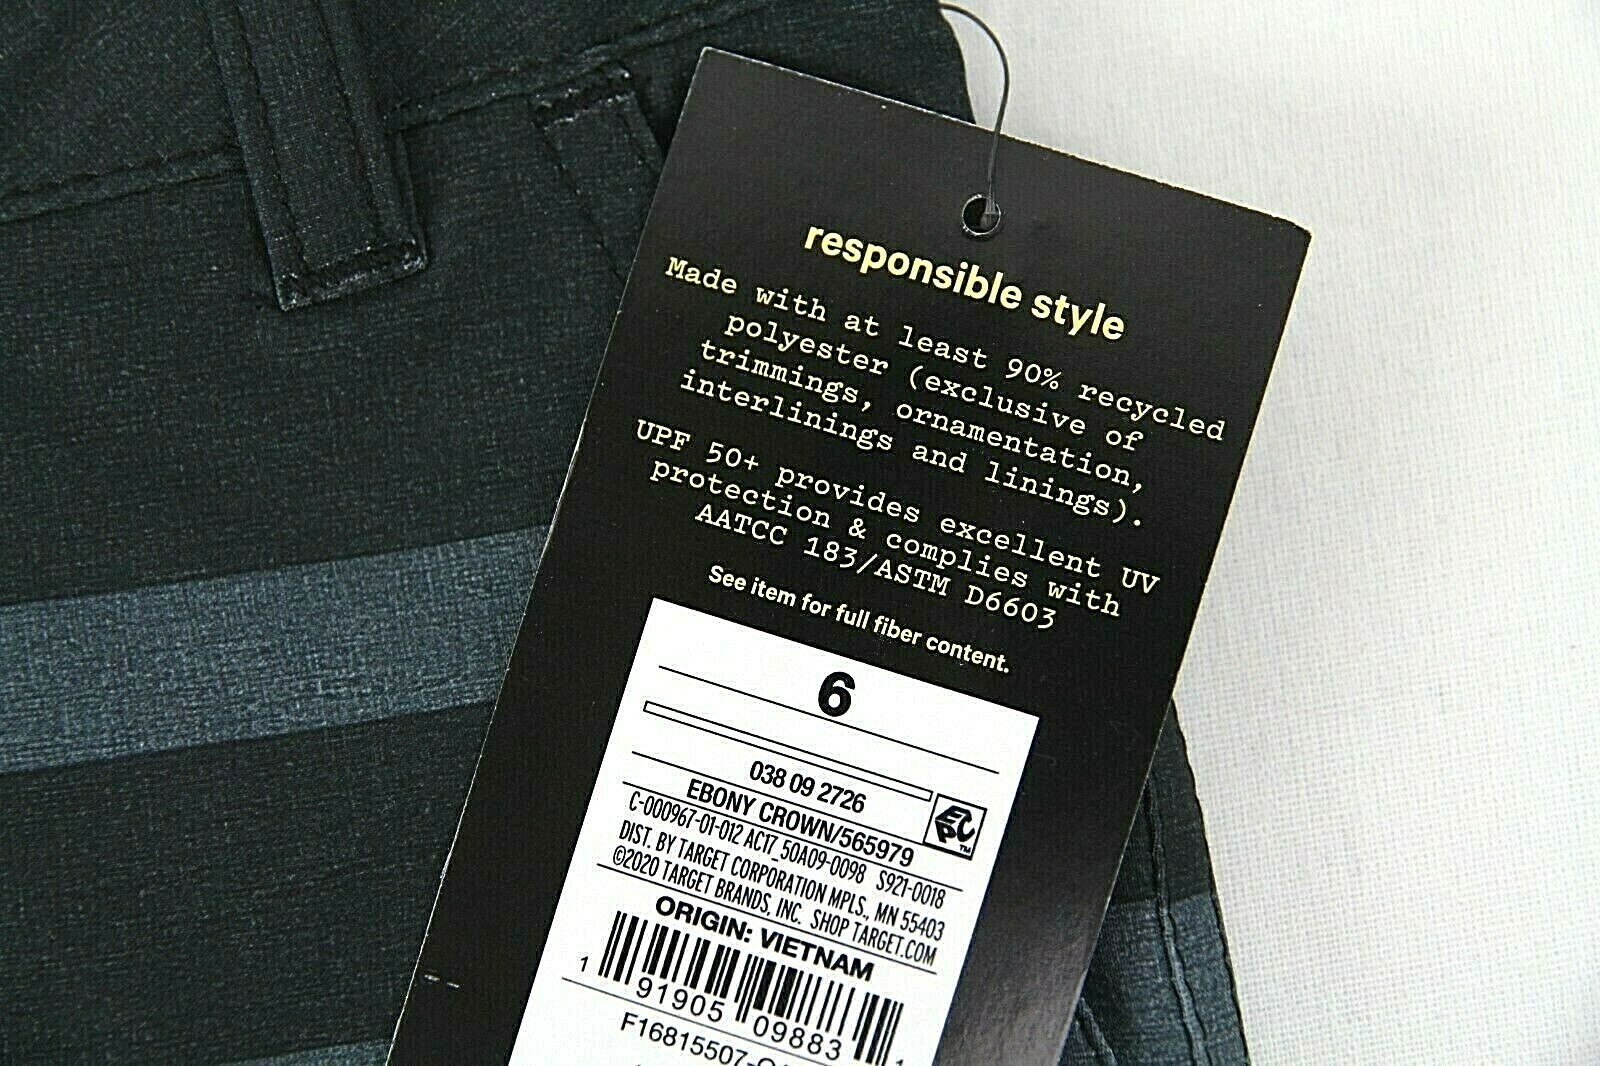 responsible style
Made with at least 90% recycled
polyester (exclusive of
trimmings, ornamentation,
interlinings and linings).
UPF 50+ provides excellent UV
protection & complies with
AATCC 183/ASTM D6603
See item for full fiber content.
6
038 09 2726
EBONY CROWN/565979
C-000967-01-012 AC17_50A09-0098 S921-0018
EPC™
DIST. BY TARGET CORPORATION MPLS., MN 55403
©2020 TARGET BRANDS, INC. SHOP TARGET.COM
ORIGIN: VIETNAM
1 91905 09883 1